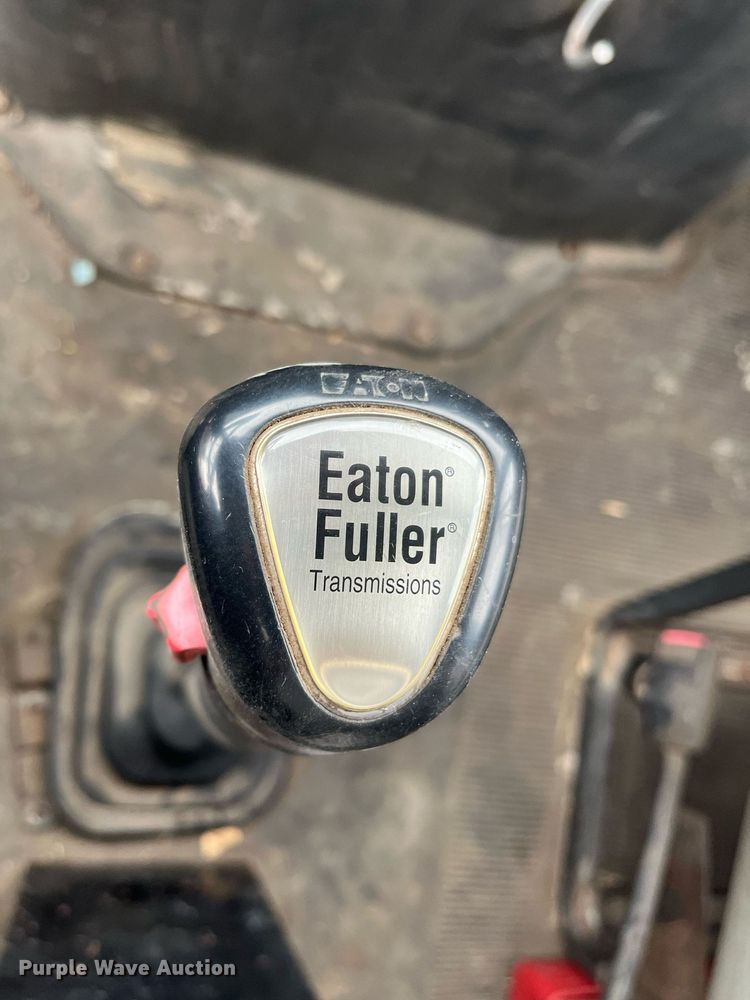 EATON
Eaton®
Fuller®
Transmissions
Purple Wave Auction